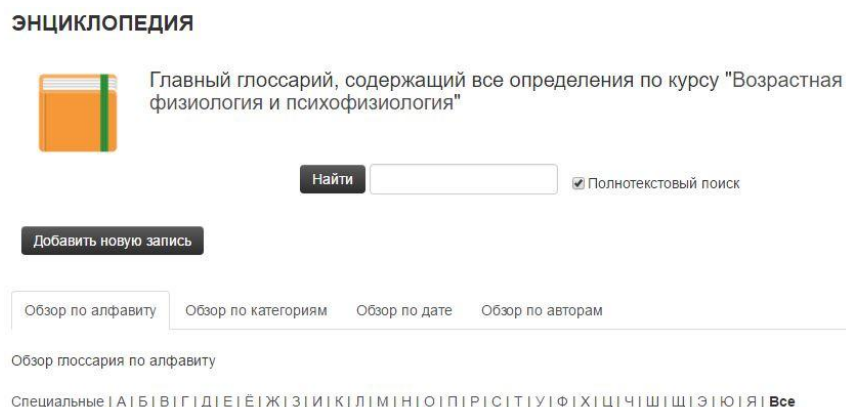 ЭНЦИКЛОПЕДИЯ
Главный глоссарий, содержащий все определения по курсу "Возрастная
физиология и психофизиология"
Найти
Полнотекстовый поиск
Добавить новую запись
Обзор по алфавиту Обзор по категориям Обзор по дате Обзор по авторам
Обзор глоссария по алфавиту
Специальные | А | Б | В | Г | Д | Е | Ё | Ж | З | И | К | Л | М | Н | О | П | Р | С | Т | У | Ф | Х | Ц | Ч | Ш | Щ | Э | Ю | Я | Все